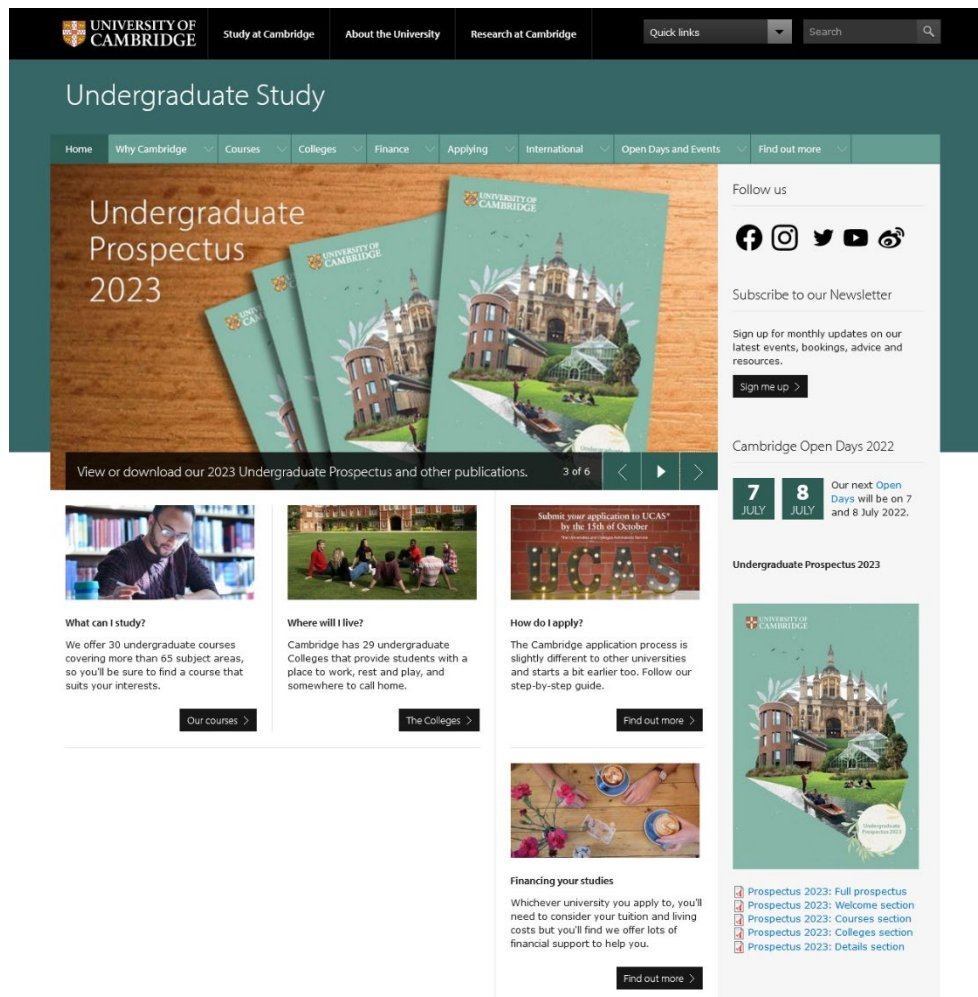 UNIVERSITY OF
CAMBRIDGE
Study at Cambridge
About the University
Research at Cambridge
Quick links
Search
Undergraduate Study
Home
Why Cambridge
Courses
Colleges
Finance
Applying
International
Open Days and Events
Find out more
Undergraduate
Prospectus
2023
UNIVERSITY OF
CAMBRIDGE
UNIVERSITY OF
CAMBRIDGE
View or download our 2023 Undergraduate Prospectus and other publications.
3 of 6
Follow us
Subscribe to our Newsletter
Sign up for monthly updates on our
latest events, bookings, advice and
resources.
Sign me up
Cambridge Open Days 2022
7
JULY
8
JULY
Our next Open
Days will be on 7
and 8 July 2022.
Undergraduate Prospectus 2023
UNIVERSITY OF
CAMBRIDGE
Undergraduate
Prospectus 2023
Prospectus 2023: Full prospectus
Prospectus 2023: Welcome section
Prospectus 2023: Courses section
Prospectus 2023: Colleges section
Prospectus 2023: Details section
What can I study?
We offer 30 undergraduate courses
covering more than 65 subject areas,
so you'll be sure to find a course that
suits your interests.
Our courses
Where will I live?
Cambridge has 29 undergraduate
Colleges that provide students with a
place to work, rest and play, and
somewhere to call home.
The Colleges
Submit your application to UCAS*
by the 15th of October
UCAS
How do I apply?
The Cambridge application process is
slightly different to other universities
and starts a bit earlier too. Follow our
step-by-step guide.
Find out more
Financing your studies
Whichever university you apply to, you'll
need to consider your tuition and living
costs but you'll find we offer lots of
financial support to help you.
Find out more